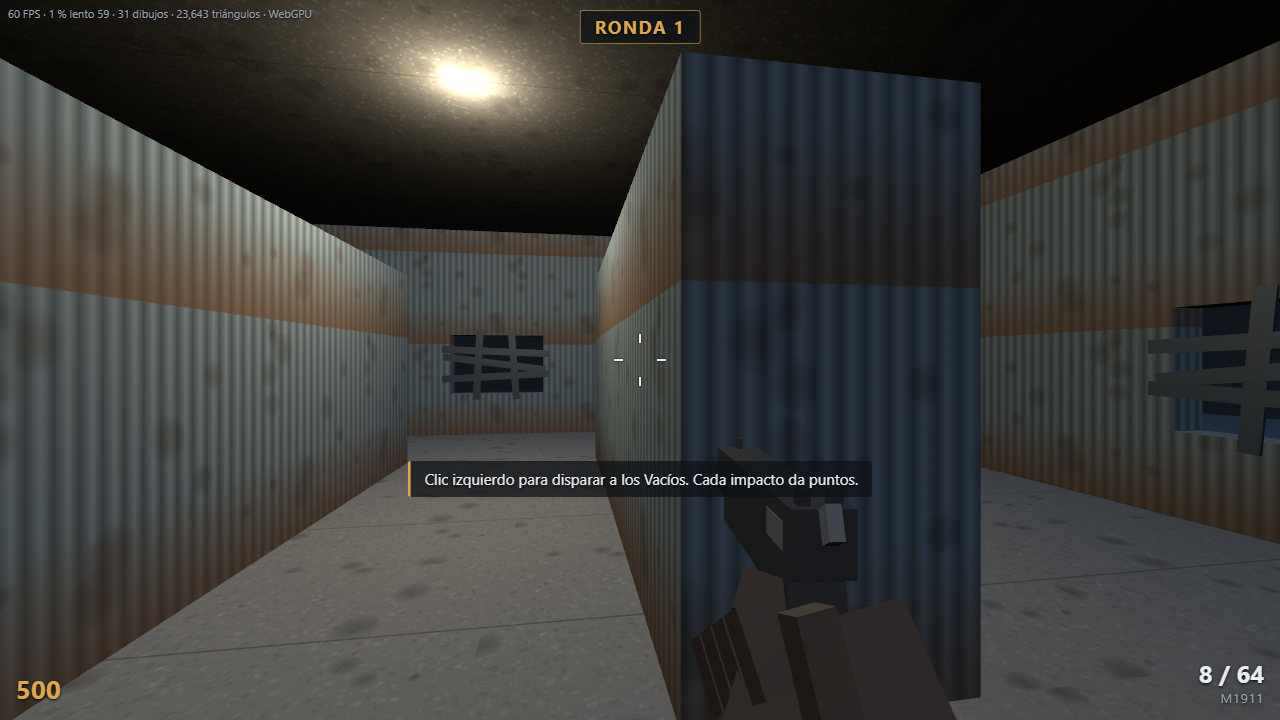 60 FPS · 1 % lento 59 · 31 dibujos · 23,643 triángulos · WebGPU
RONDA 1
Clic izquierdo para disparar a los Vacíos. Cada impacto da puntos.
500
8 / 64
M1911